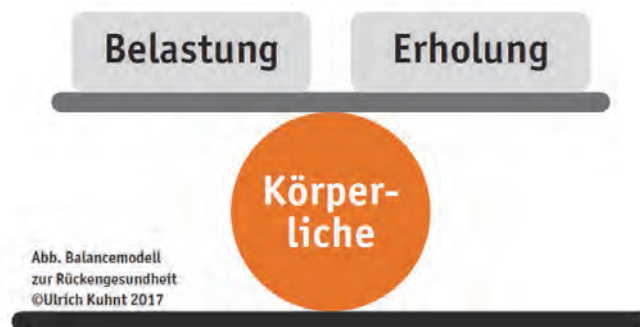 Belastung Erholung
Körper-
liche
Abb. Balancemodell
zur Rückengesundheit
©Ulrich Kuhnt 2017